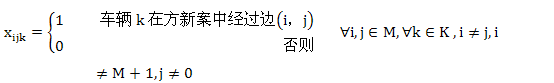 x_ijk = { 1 车辆 k 在方新案中经过边(i, j)
0 否则 ∀i,j ∈ M, ∀k ∈ K , i ≠ j, i
≠ M + 1, j ≠ 0